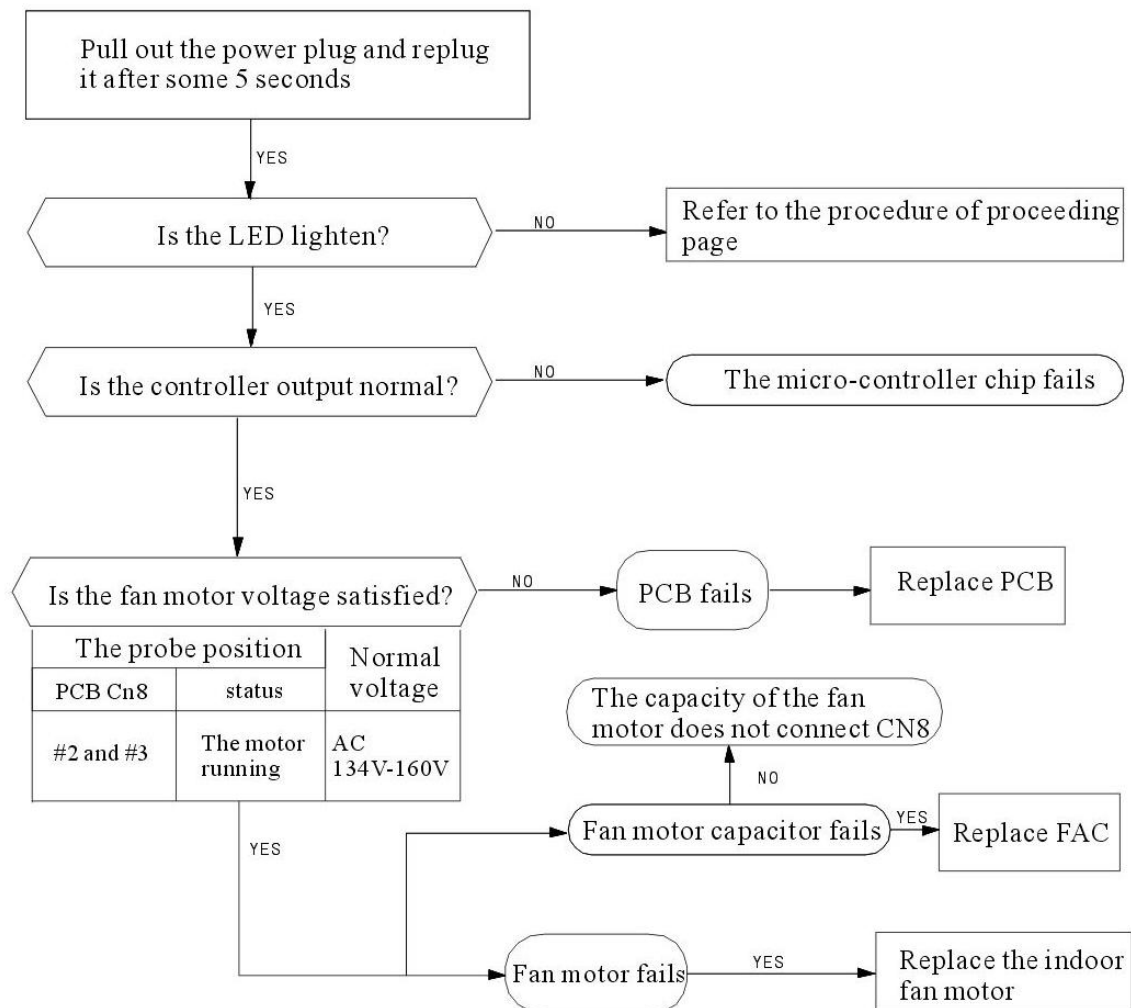 Pull out the power plug and replug
it after some 5 seconds
YES
Is the LED lighten?
NO
Refer to the procedure of proceeding
page
YES
Is the controller output normal?
NO
The micro-controller chip fails
YES
Is the fan motor voltage satisfied?
NO
PCB fails
Replace PCB
The probe position
Normal
voltage
PCB Cn8
status
#2 and #3
The motor
running
AC
134V-160V
The capacity of the fan
motor does not connect CN8
NO
Fan motor capacitor fails
YES
Replace FAC
YES
Fan motor fails
YES
Replace the indoor
fan motor